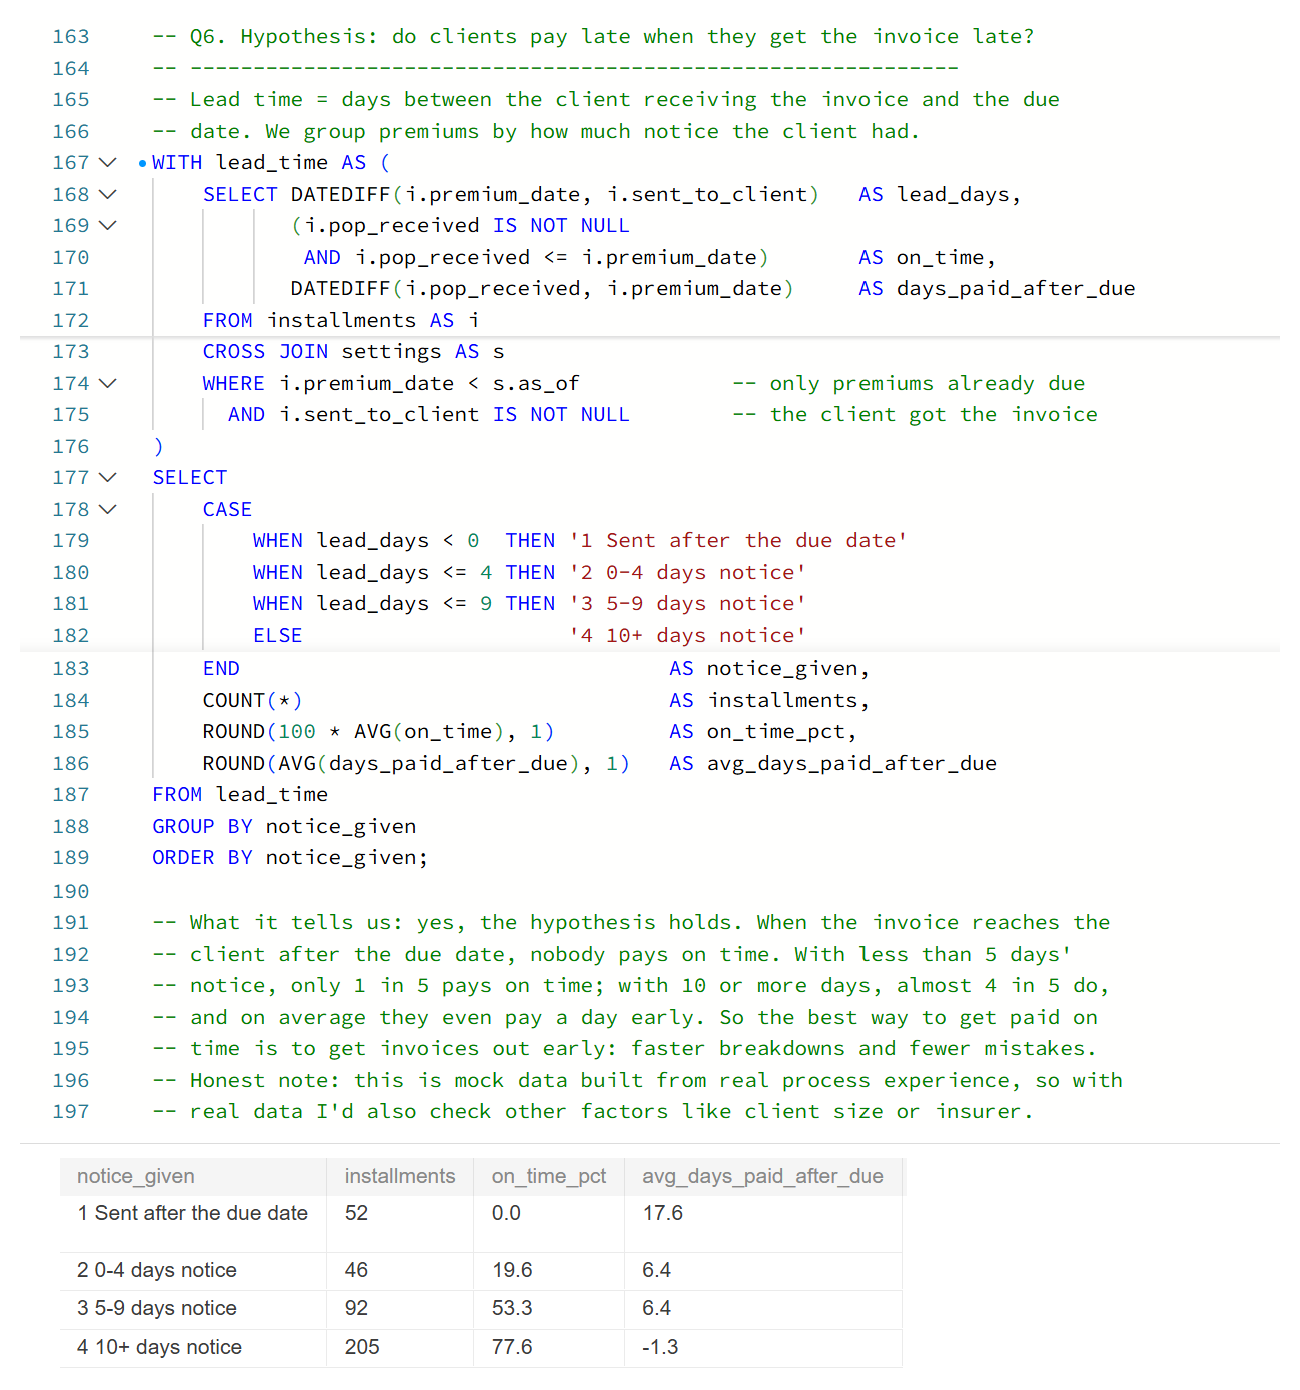 163 -- Q6. Hypothesis: do clients pay late when they get the invoice late?
164 -- -------------------------------------------------------------
165 -- Lead time = days between the client receiving the invoice and the due
166 -- date. We group premiums by how much notice the client had.
167 WITH lead_time AS (
168 SELECT DATEDIFF(i.premium_date, i.sent_to_client) AS lead_days,
169 (i.pop_received IS NOT NULL
170 AND i.pop_received <= i.premium_date) AS on_time,
171 DATEDIFF(i.pop_received, i.premium_date) AS days_paid_after_due
172 FROM installments AS i
173 CROSS JOIN settings AS s
174 WHERE i.premium_date < s.as_of -- only premiums already due
175 AND i.sent_to_client IS NOT NULL -- the client got the invoice
176 )
177 SELECT
178 CASE
179 WHEN lead_days < 0 THEN '1 Sent after the due date'
180 WHEN lead_days <= 4 THEN '2 0-4 days notice'
181 WHEN lead_days <= 9 THEN '3 5-9 days notice'
182 ELSE '4 10+ days notice'
183 END AS notice_given,
184 COUNT(*) AS installments,
185 ROUND(100 * AVG(on_time), 1) AS on_time_pct,
186 ROUND(AVG(days_paid_after_due), 1) AS avg_days_paid_after_due
187 FROM lead_time
188 GROUP BY notice_given
189 ORDER BY notice_given;
190
191 -- What it tells us: yes, the hypothesis holds. When the invoice reaches the
192 -- client after the due date, nobody pays on time. With less than 5 days'
193 -- notice, only 1 in 5 pays on time; with 10 or more days, almost 4 in 5 do,
194 -- and on average they even pay a day early. So the best way to get paid on
195 -- time is to get invoices out early: faster breakdowns and fewer mistakes.
196 -- Honest note: this is mock data built from real process experience, so with
197 -- real data I'd also check other factors like client size or insurer.
notice_given installments on_time_pct avg_days_paid_after_due
1 Sent after the due date 52 0.0 17.6
2 0-4 days notice 46 19.6 6.4
3 5-9 days notice 92 53.3 6.4
4 10+ days notice 205 77.6 -1.3